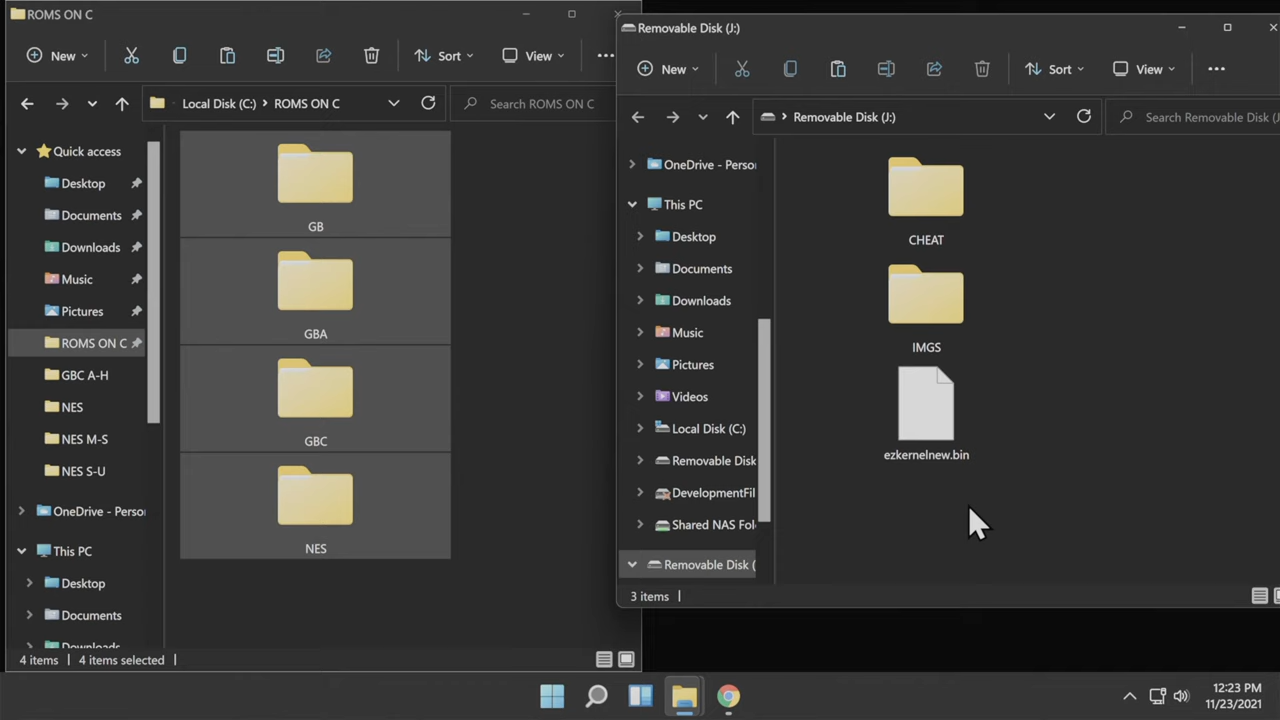 ROMS ON C
New
Sort
View
Local Disk (C:) > ROMS ON C
Search ROMS ON C
Quick access
Desktop
Documents
Downloads
Music
Pictures
ROMS ON C
GBC A-H
NES
NES M-S
NES S-U
OneDrive - Perso
This PC
Desktop
Documents
Downloads
GB
GBA
GBC
NES
4 items
4 items selected
Removable Disk (J:)
New
Sort
View
Removable Disk (J:)
Search Removable Disk (J
OneDrive - Perso
This PC
Desktop
Documents
Downloads
Music
Pictures
Videos
Local Disk (C:)
Removable Disk
DevelopmentFil
Shared NAS Fol
Removable Disk (
CHEAT
IMGS
ezkernelnew.bin
3 items
12:23 PM
11/23/2021